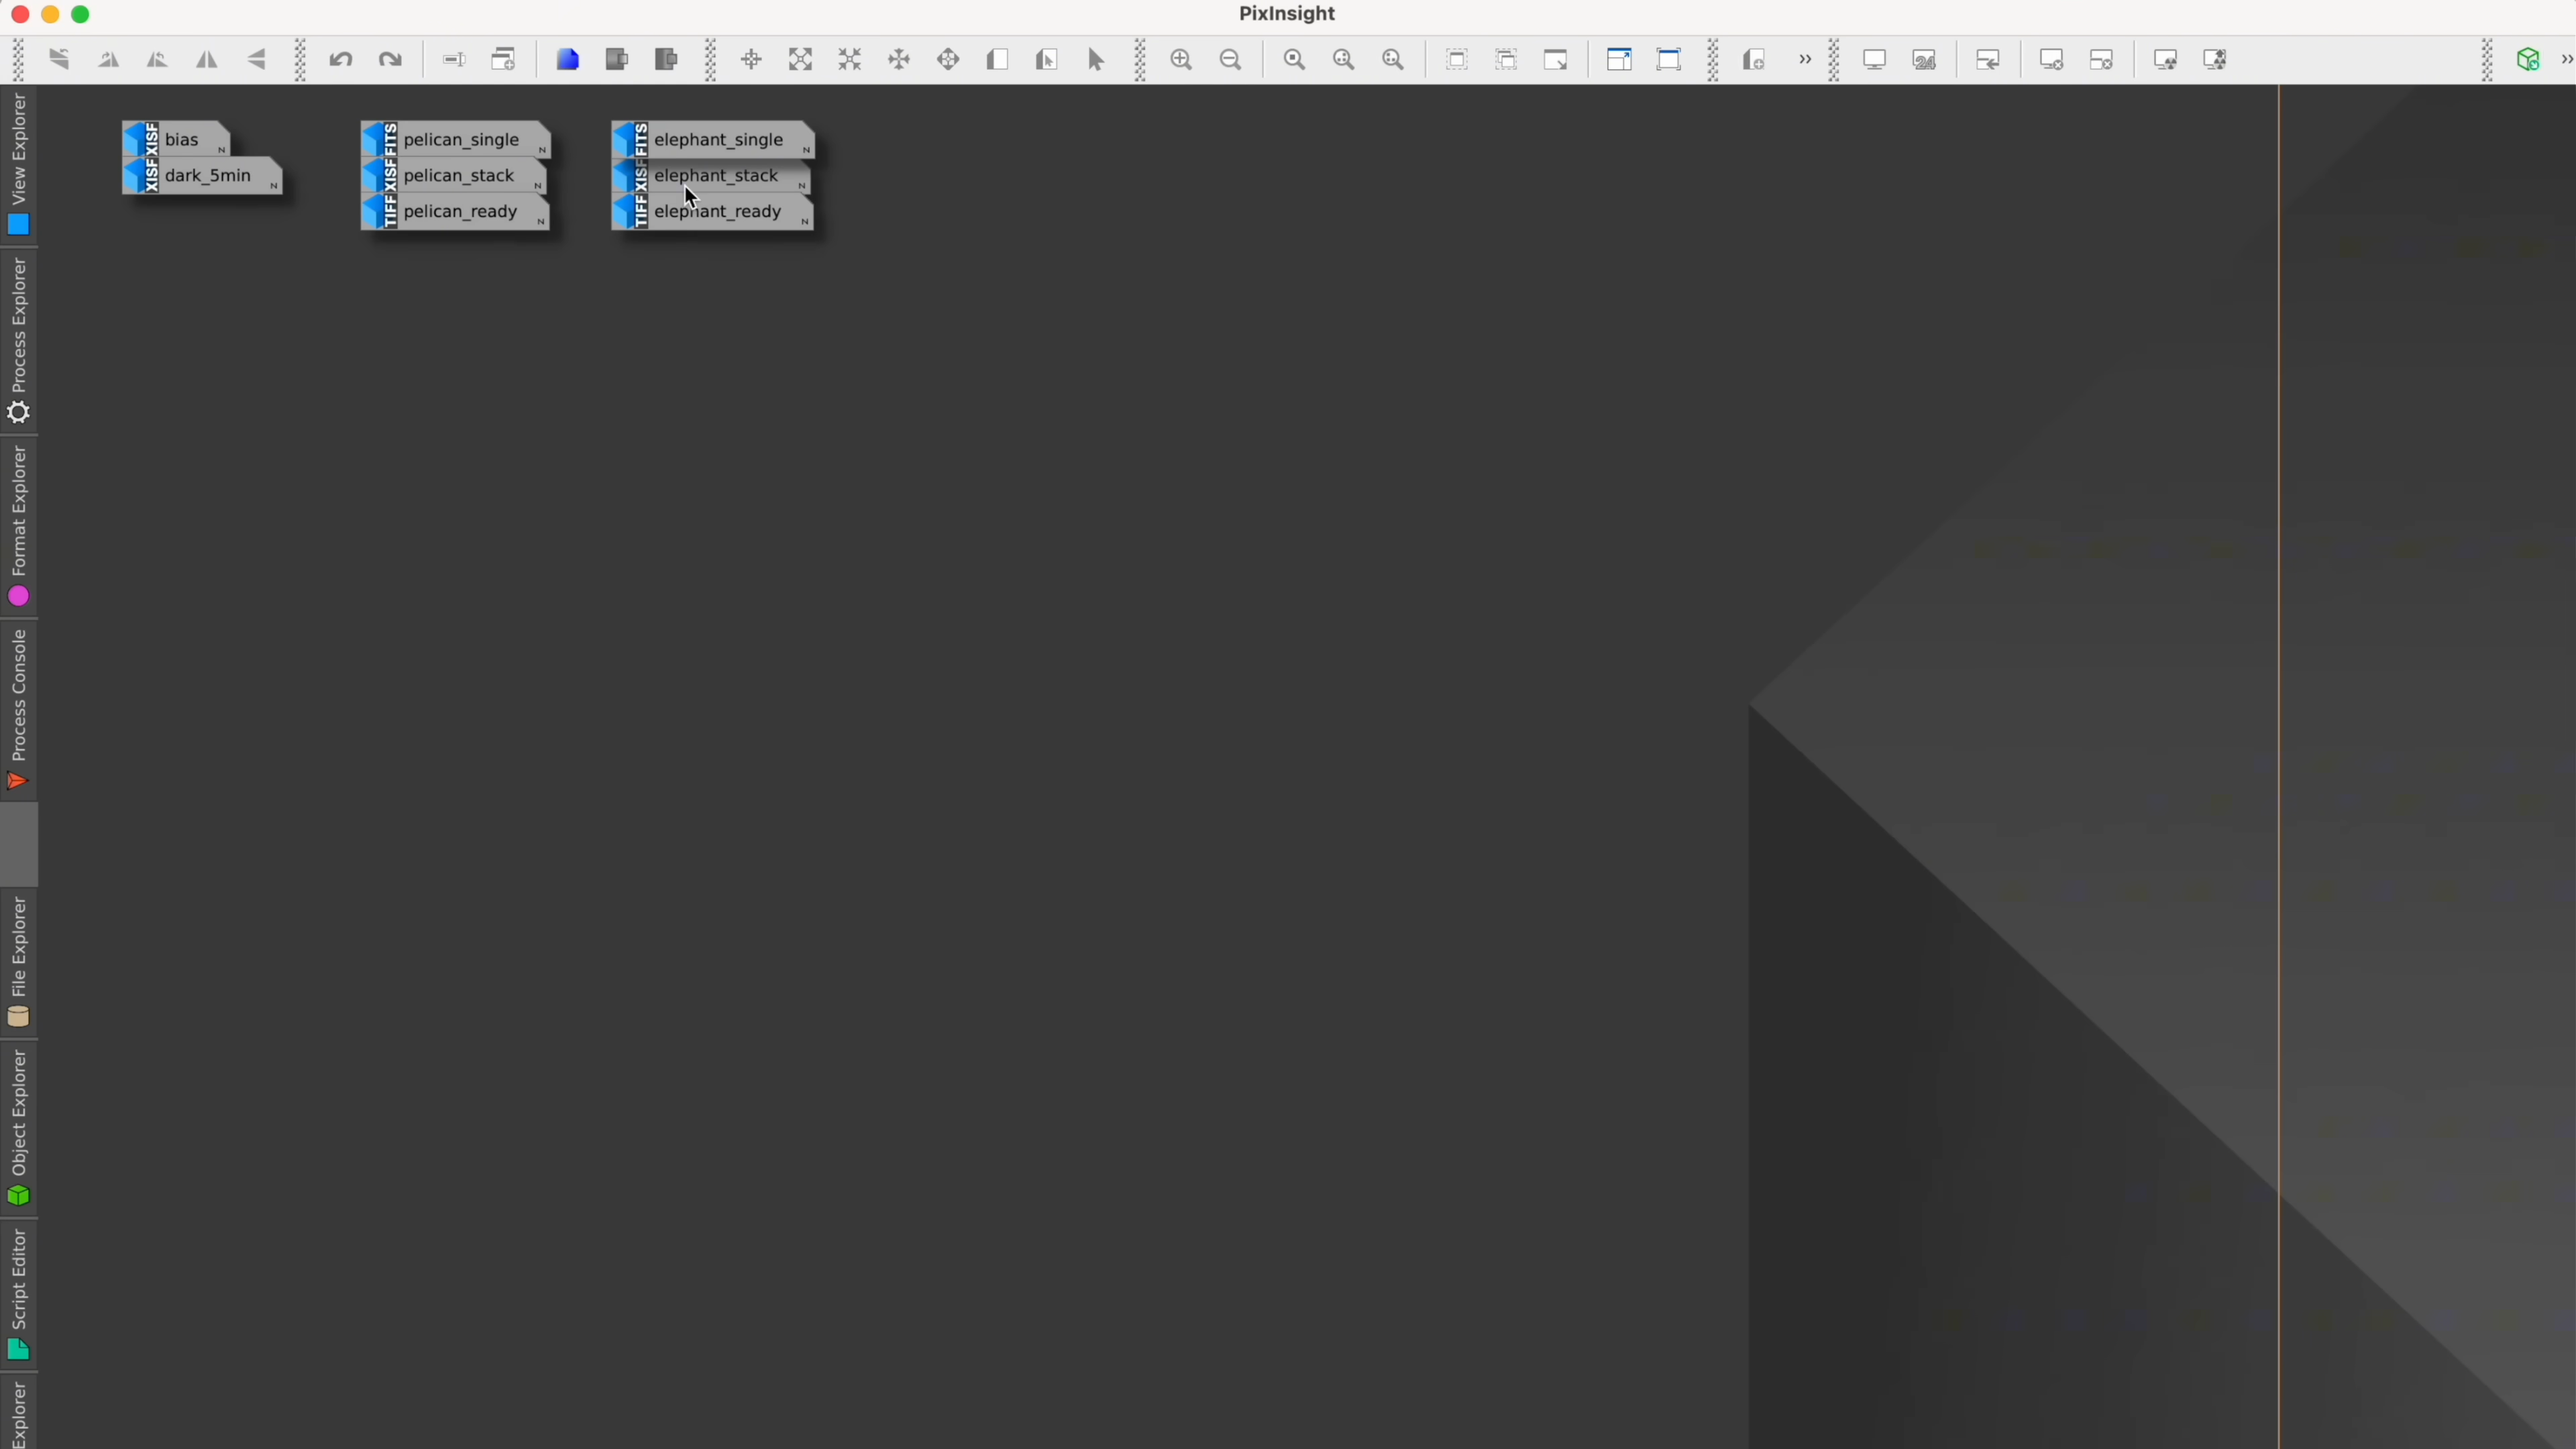 PixInsight
24
View Explorer
Process Explorer
Format Explorer
Process Console
File Explorer
Object Explorer
Script Editor
Explorer
XISF bias N
XISF dark_5min N
FITS pelican_single N
XISF pelican_stack N
TIFF pelican_ready N
FITS elephant_single N
XISF elephant_stack N
TIFF elephant_ready N